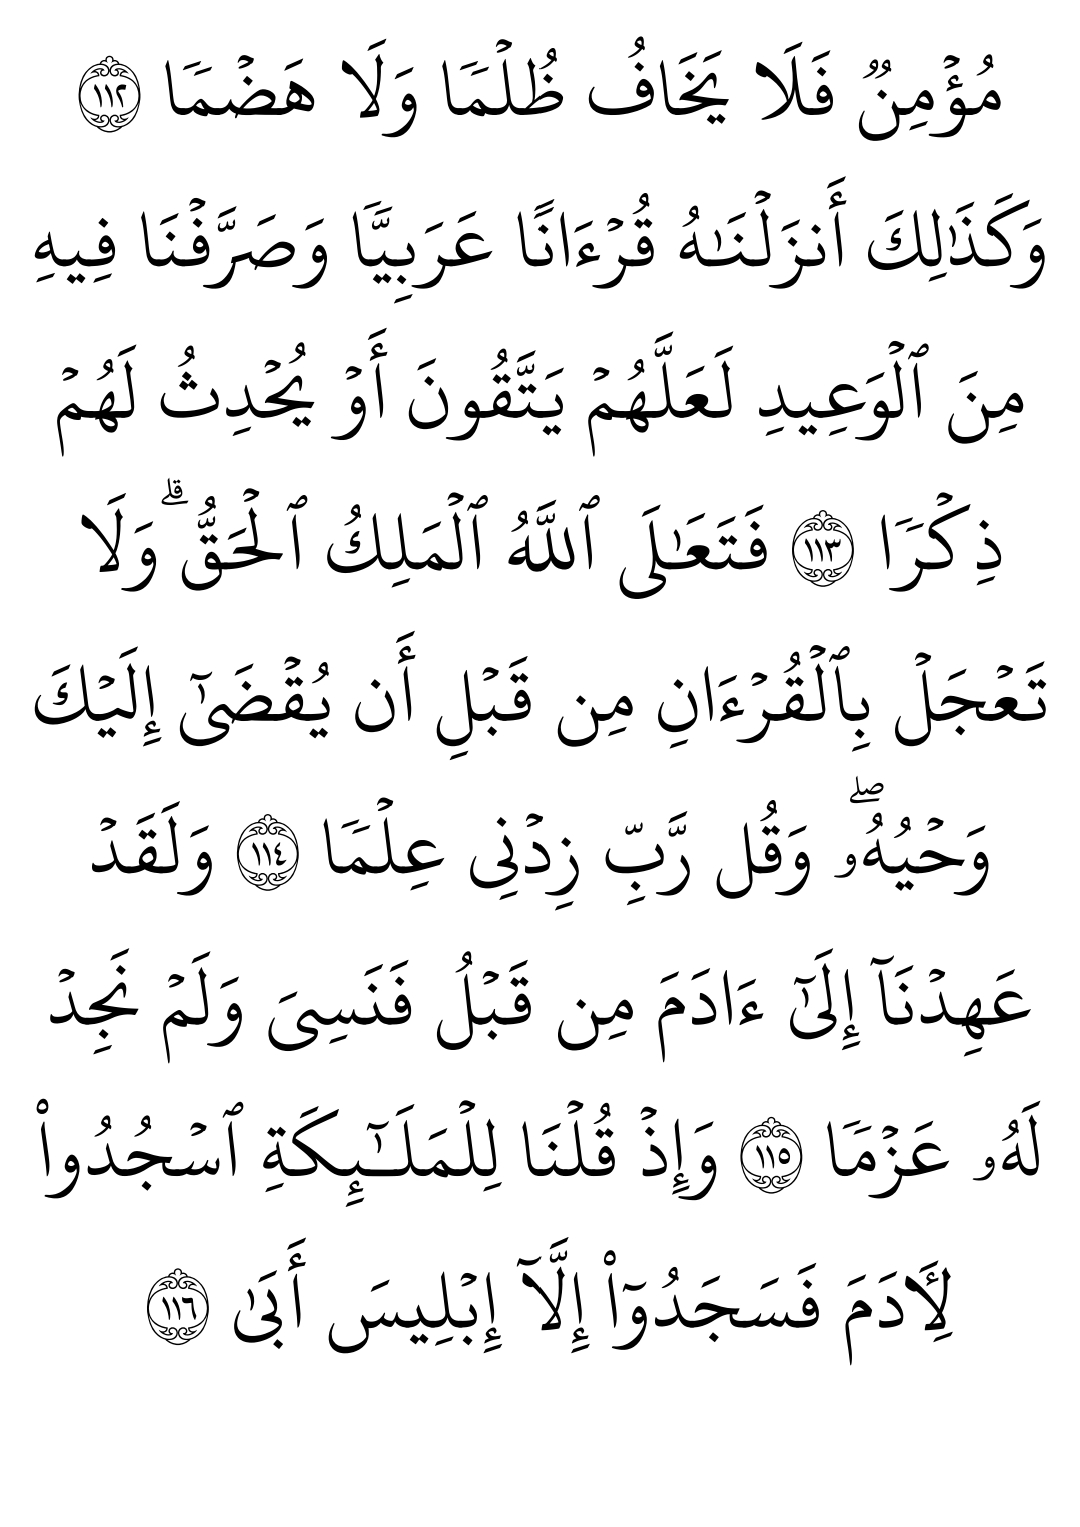 مُؤۡمِنٞ فَلَا يَخَافُ ظُلۡمٗا وَلَا هَضۡمٗا ١١٢
وَكَذَٰلِكَ أَنزَلۡنَٰهُ قُرۡءَانًا عَرَبِيّٗا وَصَرَّفۡنَا فِيهِ
مِنَ ٱلۡوَعِيدِ لَعَلَّهُمۡ يَتَّقُونَ أَوۡ يُحۡدِثُ لَهُمۡ
ذِكۡرٗا ١١٣ فَتَعَٰلَى ٱللَّهُ ٱلۡمَلِكُ ٱلۡحَقُّۗ وَلَا
تَعۡجَلۡ بِٱلۡقُرۡءَانِ مِن قَبۡلِ أَن يُقۡضَىٰٓ إِلَيۡكَ
وَحۡيُهُۥۖ وَقُل رَّبِّ زِدۡنِي عِلۡمٗا ١١٤ وَلَقَدۡ
عَهِدۡنَآ إِلَىٰٓ ءَادَمَ مِن قَبۡلُ فَنَسِيَ وَلَمۡ نَجِدۡ
لَهُۥ عَزۡمٗا ١١٥ وَإِذۡ قُلۡنَا لِلۡمَلَٰٓئِكَةِ ٱسۡجُدُواْ
لِأٓدَمَ فَسَجَدُوٓاْ إِلَّآ إِبۡلِيسَ أَبَىٰ ١١٦